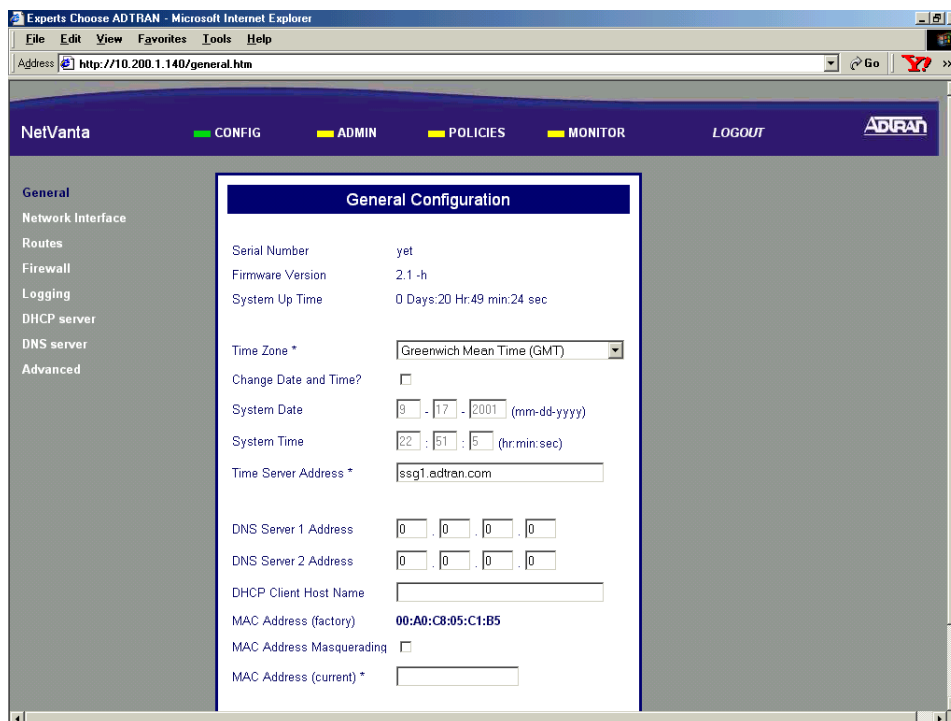 Experts Choose ADTRAN - Microsoft Internet Explorer
File Edit View Favorites Tools Help
Address http://10.200.1.140/general.htm Go Y! »
NetVanta CONFIG ADMIN POLICIES MONITOR LOGOUT ADTRAN
General
Network Interface
Routes
Firewall
Logging
DHCP server
DNS server
Advanced
General Configuration
Serial Number yet
Firmware Version 2.1 -h
System Up Time 0 Days:20 Hr:49 min:24 sec
Time Zone * Greenwich Mean Time (GMT)
Change Date and Time?
System Date 9 - 17 - 2001 (mm-dd-yyyy)
System Time 22 : 51 : 5 (hr:min:sec)
Time Server Address * ssg1.adtran.com
DNS Server 1 Address 0 . 0 . 0 . 0
DNS Server 2 Address 0 . 0 . 0 . 0
DHCP Client Host Name
MAC Address (factory) 00:A0:C8:05:C1:B5
MAC Address Masquerading
MAC Address (current) *